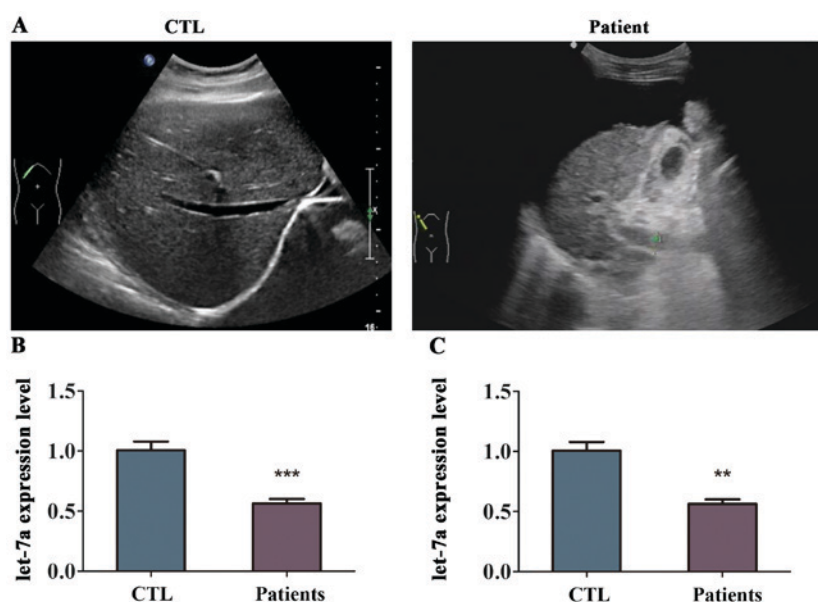 A
CTL
Patient
16
B
C
let-7a expression level
1.5
1.0
0.5
0.0
***
CTL
Patients
let-7a expression level
1.5
1.0
0.5
0.0
**
CTL
Patients